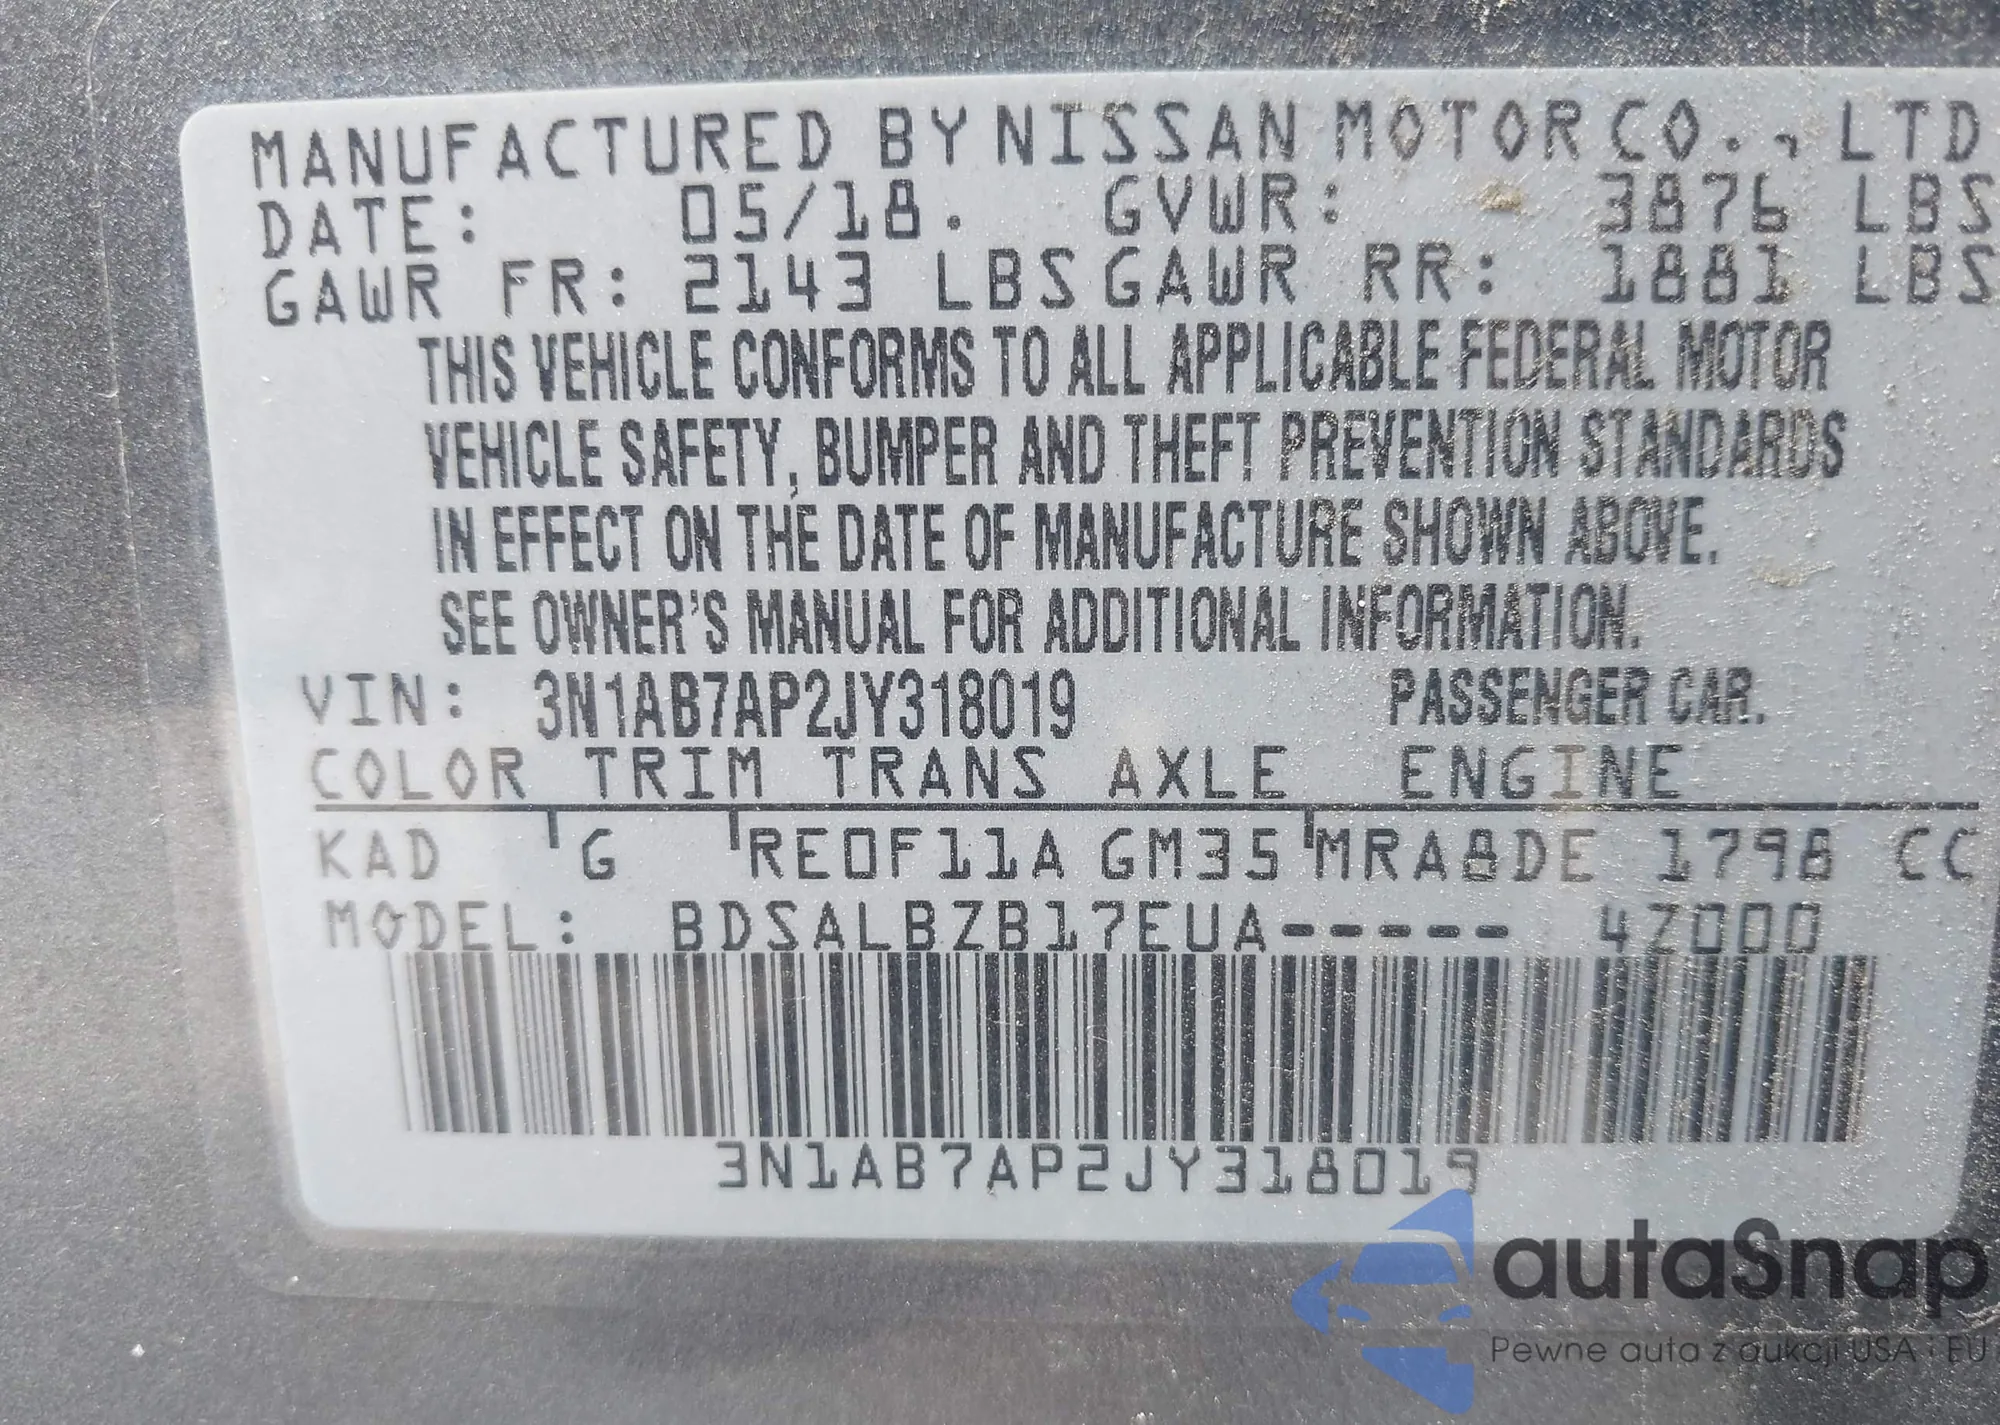 MANUFACTURED BY NISSAN MOTOR CO., LTD
DATE: 05/18. GVWR: 3876 LBS
GAWR FR: 2143 LBS GAWR RR: 1881 LBS
THIS VEHICLE CONFORMS TO ALL APPLICABLE FEDERAL MOTOR
VEHICLE SAFETY, BUMPER AND THEFT PREVENTION STANDARDS
IN EFFECT ON THE DATE OF MANUFACTURE SHOWN ABOVE.
SEE OWNER'S MANUAL FOR ADDITIONAL INFORMATION.
VIN: 3N1AB7AP2JY318019 PASSENGER CAR.
COLOR TRIM TRANS AXLE ENGINE
KAD G RE0F11A GM35 MRA8DE 1798 CC
MODEL: BDSALBZB17EUA----- 4Z000
3N1AB7AP2JY318019
autaSnap
Pewne auta z aukcji USA i EU